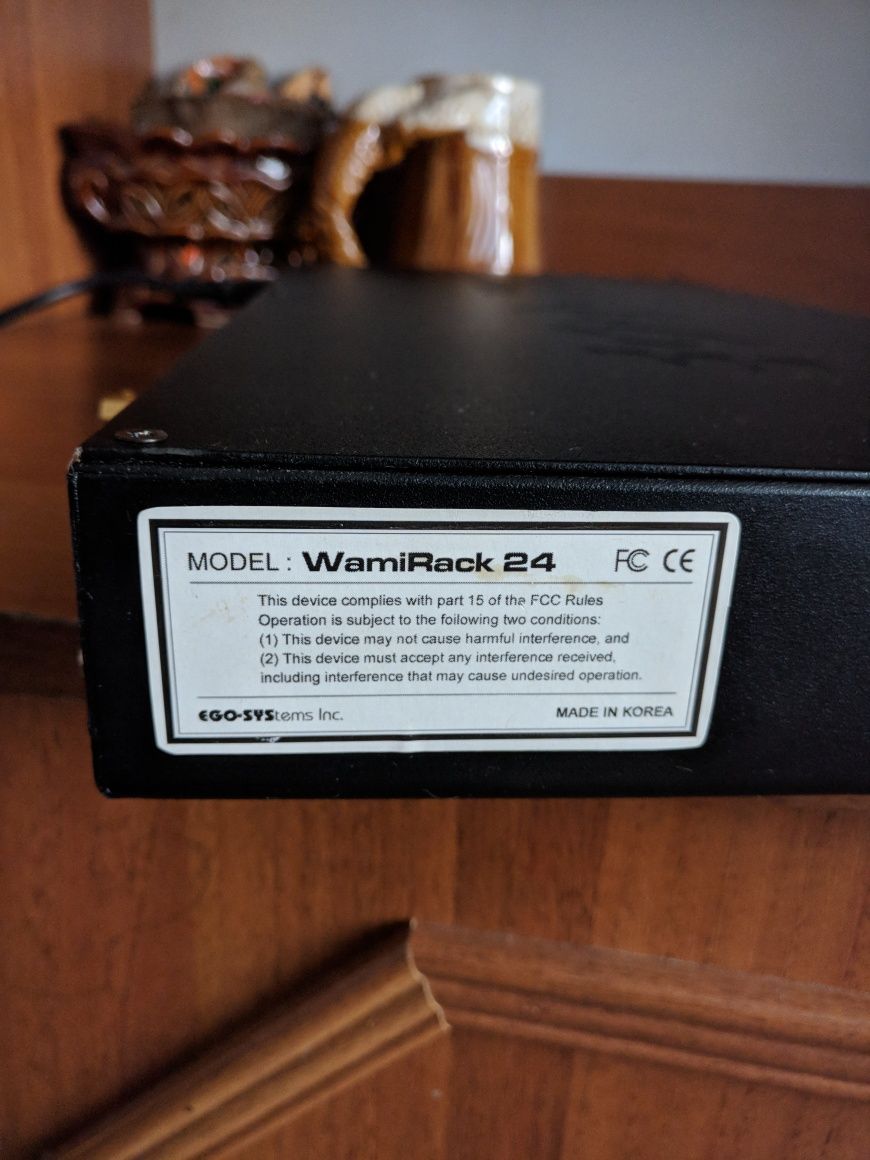 MODEL : WamiRack 24 FC CE
This device complies with part 15 of the FCC Rules
Operation is subject to the following two conditions:
(1) This device may not cause harmful interference, and
(2) This device must accept any interference received,
including interference that may cause undesired operation.
EGO-SYStems Inc. MADE IN KOREA